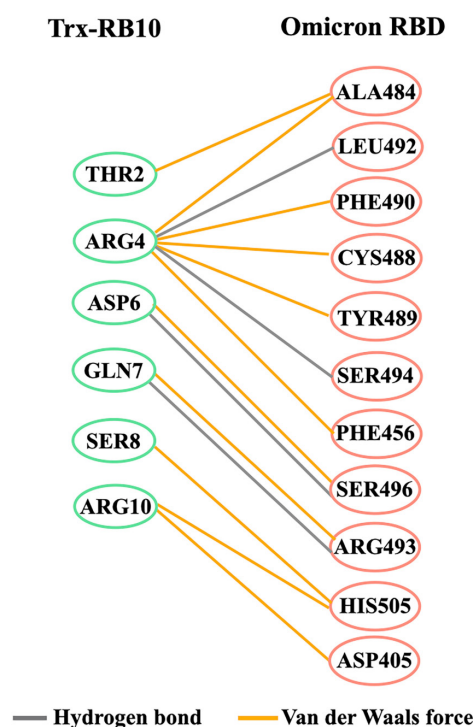 Trx-RB10 Omicron RBD
ALA484
LEU492
THR2
PHE490
ARG4
CYS488
ASP6
TYR489
GLN7
SER494
SER8
PHE456
SER496
ARG10
ARG493
HIS505
ASP405
Hydrogen bond Van der Waals force